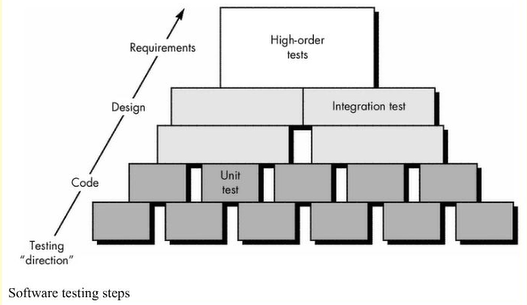 Requirements
High-order
tests
Design
Integration test
Unit
test
Code
Testing
"direction"
Software testing steps